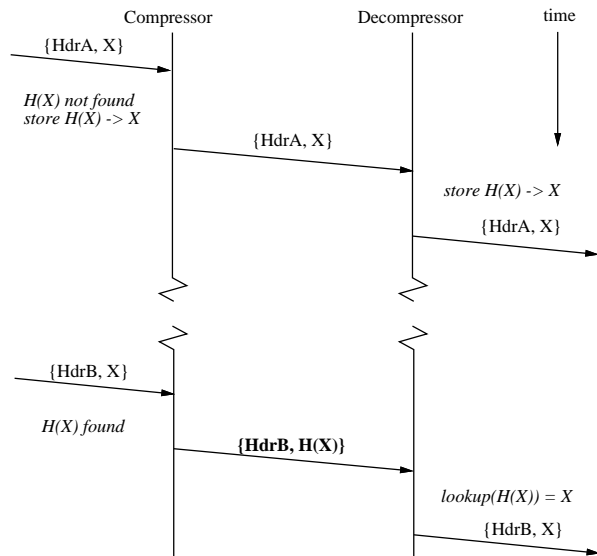 Compressor
Decompressor
time
{HdrA, X}
H(X) not found
store H(X) -> X
{HdrA, X}
store H(X) -> X
{HdrA, X}
{HdrB, X}
H(X) found
{HdrB, H(X)}
lookup(H(X)) = X
{HdrB, X}